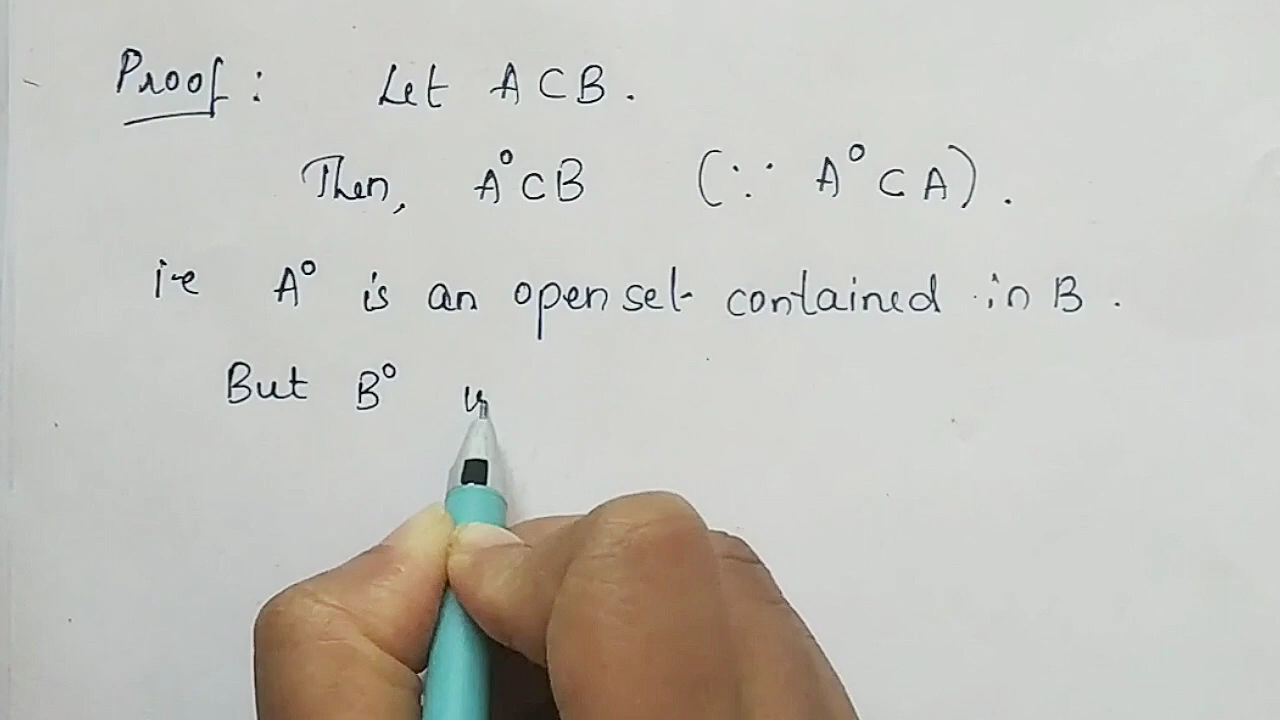 Proof : Let A ⊂ B .
Then, A° ⊂ B (∵ A° ⊂ A) .
i.e A° is an open set contained in B .
But B°